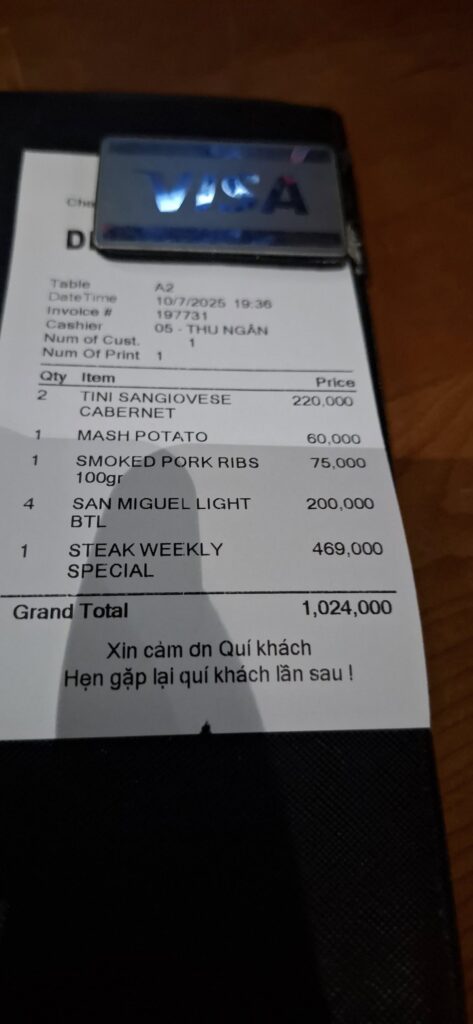 VISA
Table A2
DateTime 10/7/2025 19:36
Invoice # 197731
Cashier 05 - THU NGÂN
Num of Cust. 1
Num Of Print 1
Qty Item Price
2 TINI SANGIOVESE 220,000
CABERNET
1 MASH POTATO 60,000
1 SMOKED PORK RIBS 75,000
100gr
4 SAN MIGUEL LIGHT 200,000
BTL
1 STEAK WEEKLY 469,000
SPECIAL
Grand Total 1,024,000
Xin cảm ơn Quí khách
Hẹn gặp lại quí khách lần sau !